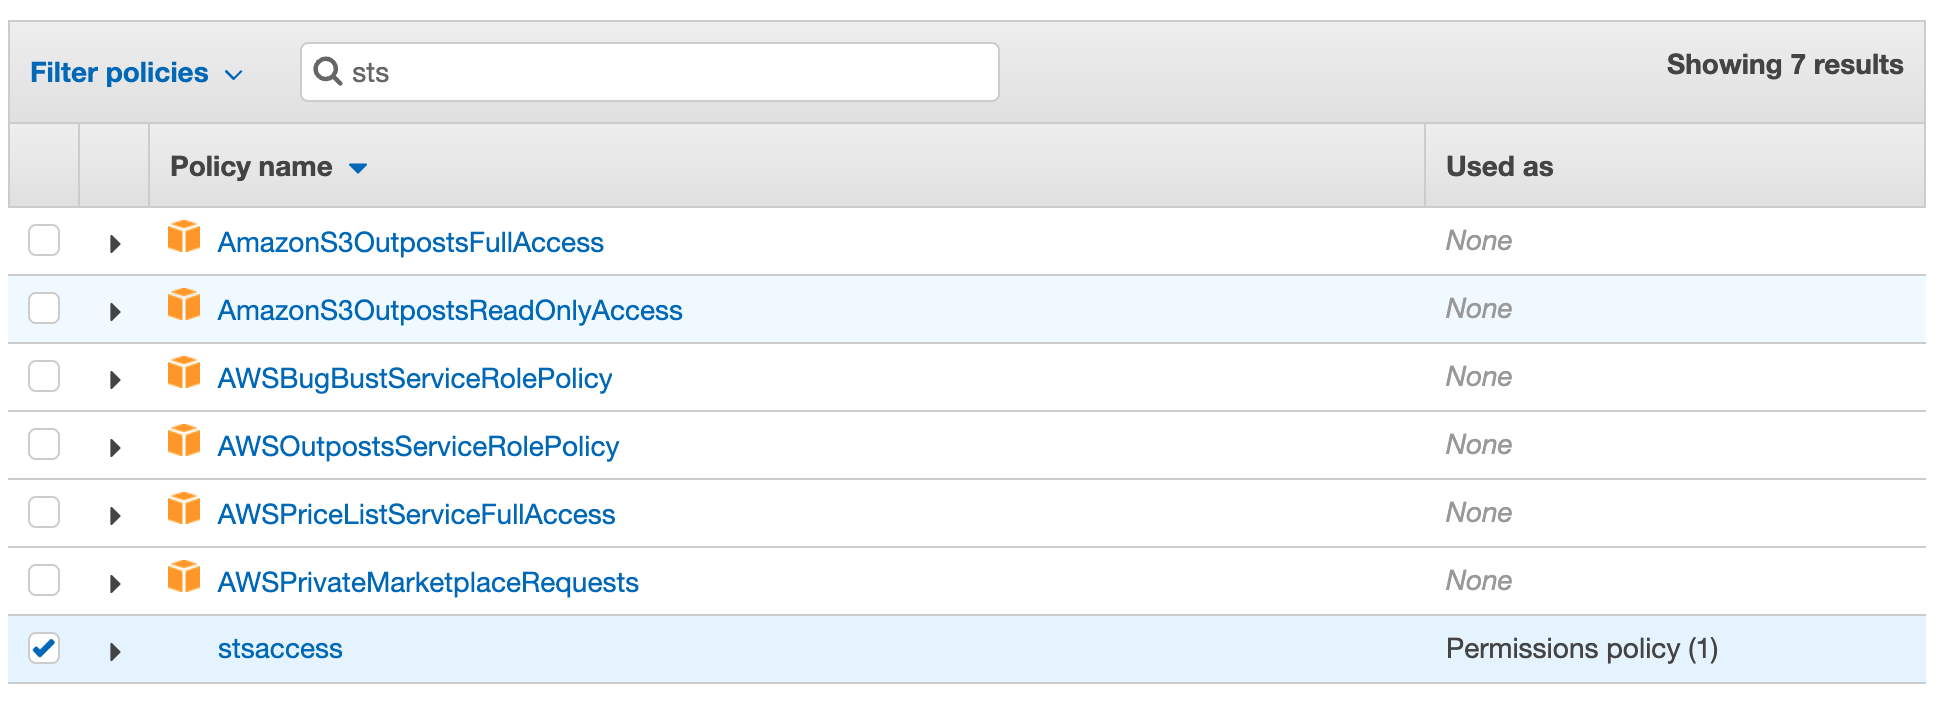 Filter policies
sts
Showing 7 results
Policy name
Used as
AmazonS3OutpostsFullAccess
None
AmazonS3OutpostsReadOnlyAccess
None
AWSBugBustServiceRolePolicy
None
AWSOutpostsServiceRolePolicy
None
AWSPriceListServiceFullAccess
None
AWSPrivateMarketplaceRequests
None
stsaccess
Permissions policy (1)